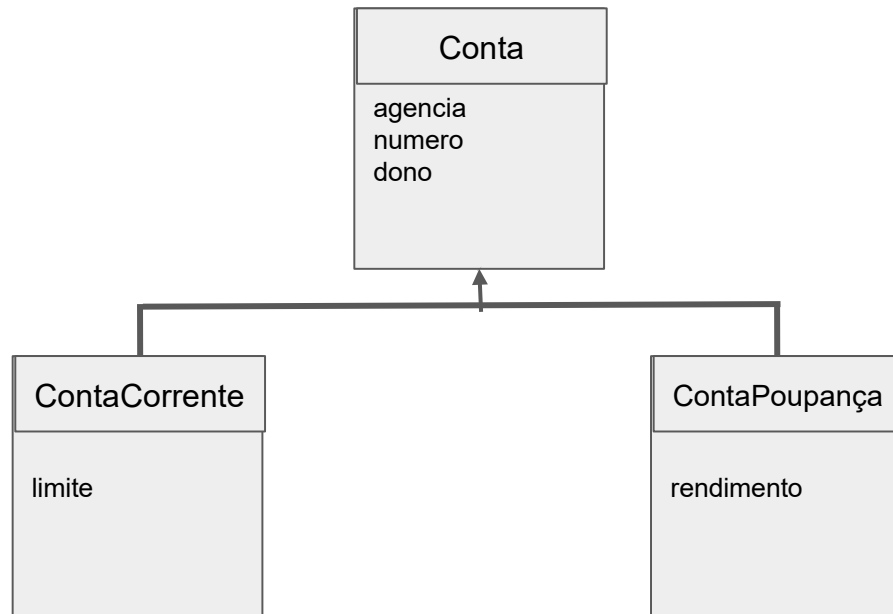 Conta
agencia
numero
dono
ContaCorrente
limite
ContaPoupança
rendimento